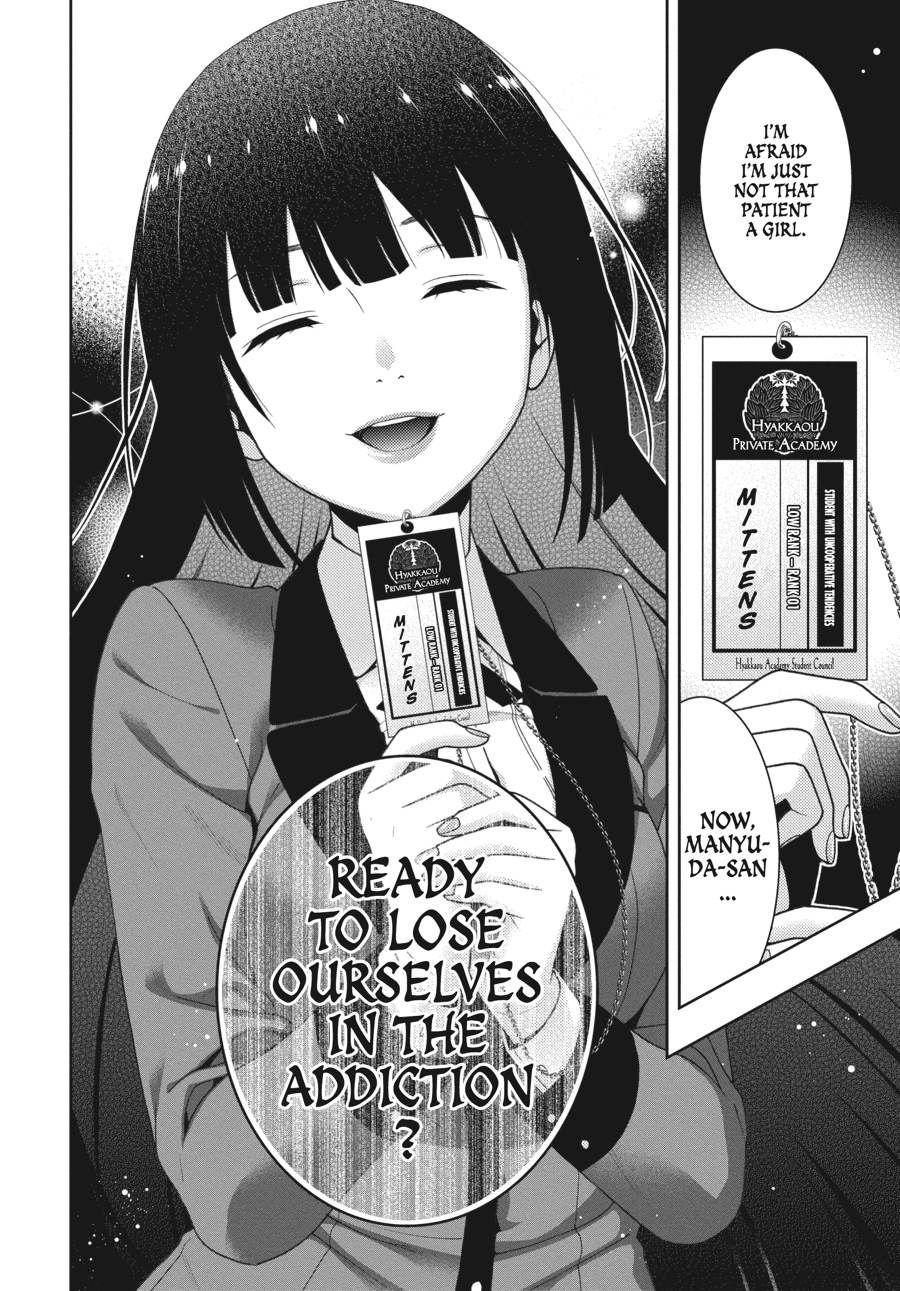 I'M
AFRAID
I'M JUST
NOT THAT
PATIENT
A GIRL.
HYAKKAOU
PRIVATE ACADEMY
STUDENT WITH UNCOOPERATIVE TENDENCIES
LOW RANK – RANK 01
MITTENS
Hyakkaou Academy Student Council
NOW,
MANYU-
DA-SAN
...
HYAKKAOU
PRIVATE ACADEMY
STUDENT WITH UNCOOPERATIVE TENDENCIES
LOW RANK – RANK 01
MITTENS
READY
TO LOSE
OURSELVES
IN THE
ADDICTION
?